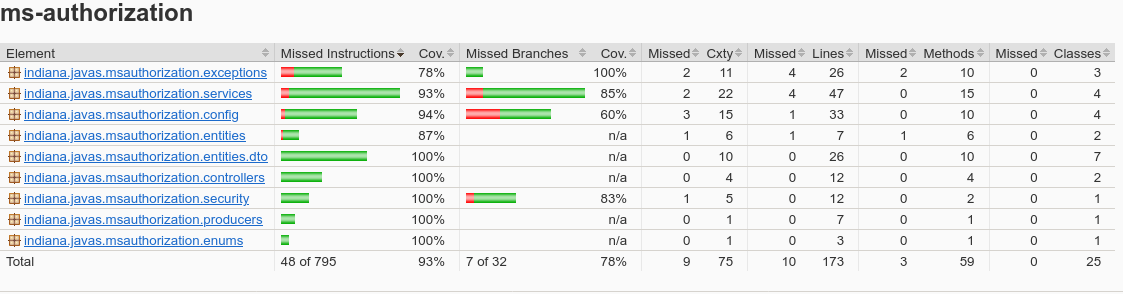 ms-authorization
Element Missed Instructions Cov. Missed Branches Cov. Missed Cxty Missed Lines Missed Methods Missed Classes
indiana.javas.msauthorization.exceptions 78% 100% 2 11 4 26 2 10 0 3
indiana.javas.msauthorization.services 93% 85% 2 22 4 47 0 15 0 4
indiana.javas.msauthorization.config 94% 60% 3 15 1 33 0 10 0 4
indiana.javas.msauthorization.entities 87% n/a 1 6 1 7 1 6 0 2
indiana.javas.msauthorization.entities.dto 100% n/a 0 10 0 26 0 10 0 7
indiana.javas.msauthorization.controllers 100% n/a 0 4 0 12 0 4 0 2
indiana.javas.msauthorization.security 100% 83% 1 5 0 12 0 2 0 1
indiana.javas.msauthorization.producers 100% n/a 0 1 0 7 0 1 0 1
indiana.javas.msauthorization.enums 100% n/a 0 1 0 3 0 1 0 1
Total 48 of 795 93% 7 of 32 78% 9 75 10 173 3 59 0 25